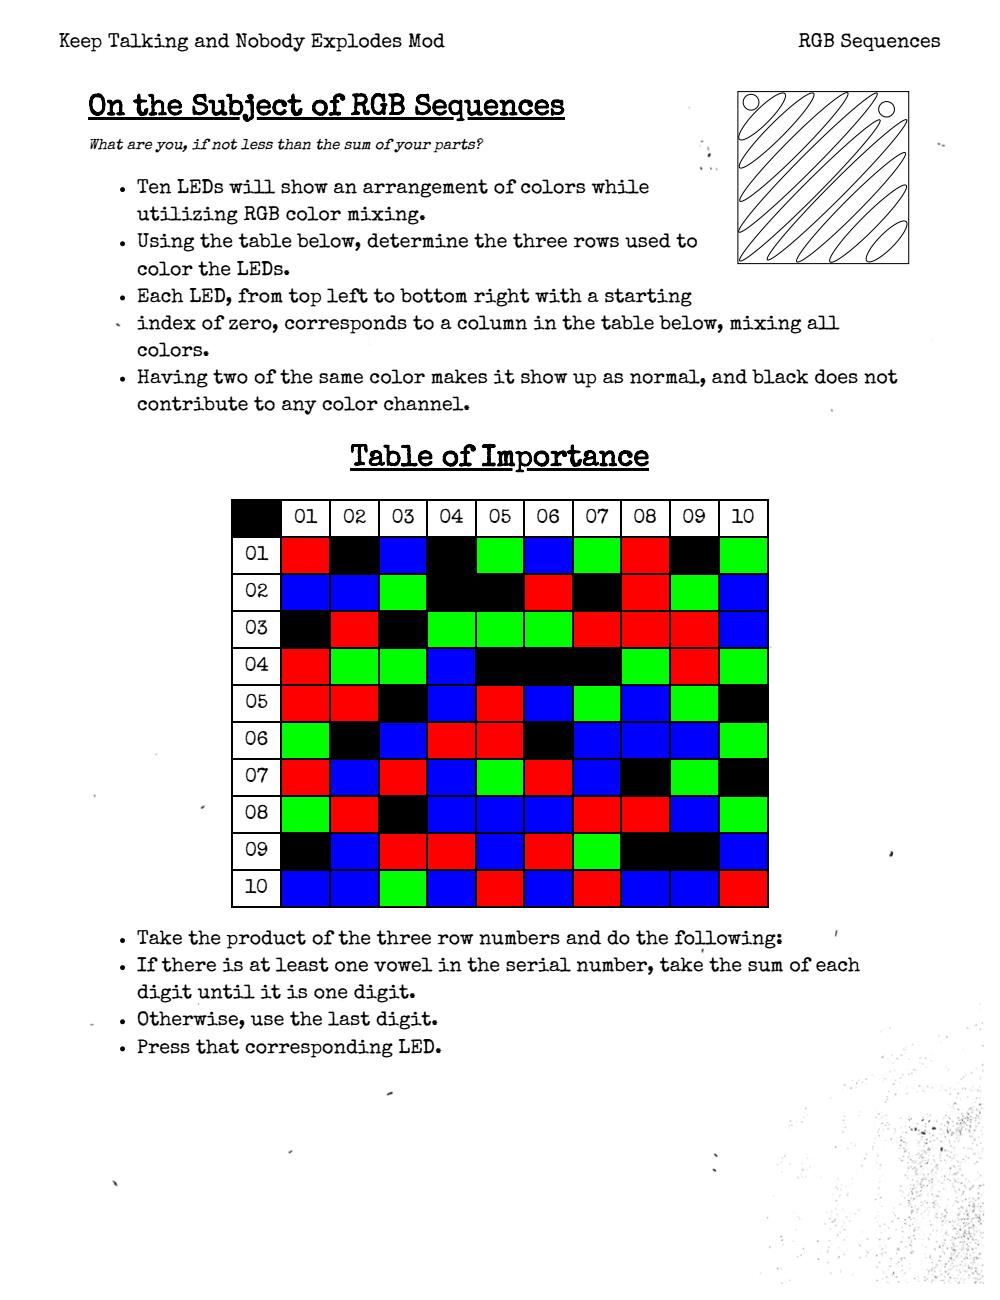 Keep Talking and Nobody Explodes Mod
RGB Sequences
On the Subject of RGB Sequences
What are you, if not less than the sum of your parts?
• Ten LEDs will show an arrangement of colors while
utilizing RGB color mixing.
• Using the table below, determine the three rows used to
color the LEDs.
• Each LED, from top left to bottom right with a starting
index of zero, corresponds to a column in the table below, mixing all
colors.
• Having two of the same color makes it show up as normal, and black does not
contribute to any color channel.
Table of Importance
01 02 03 04 05 06 07 08 09 10
01
02
03
04
05
06
07
08
09
10
• Take the product of the three row numbers and do the following:
• If there is at least one vowel in the serial number, take the sum of each
digit until it is one digit.
• Otherwise, use the last digit.
• Press that corresponding LED.